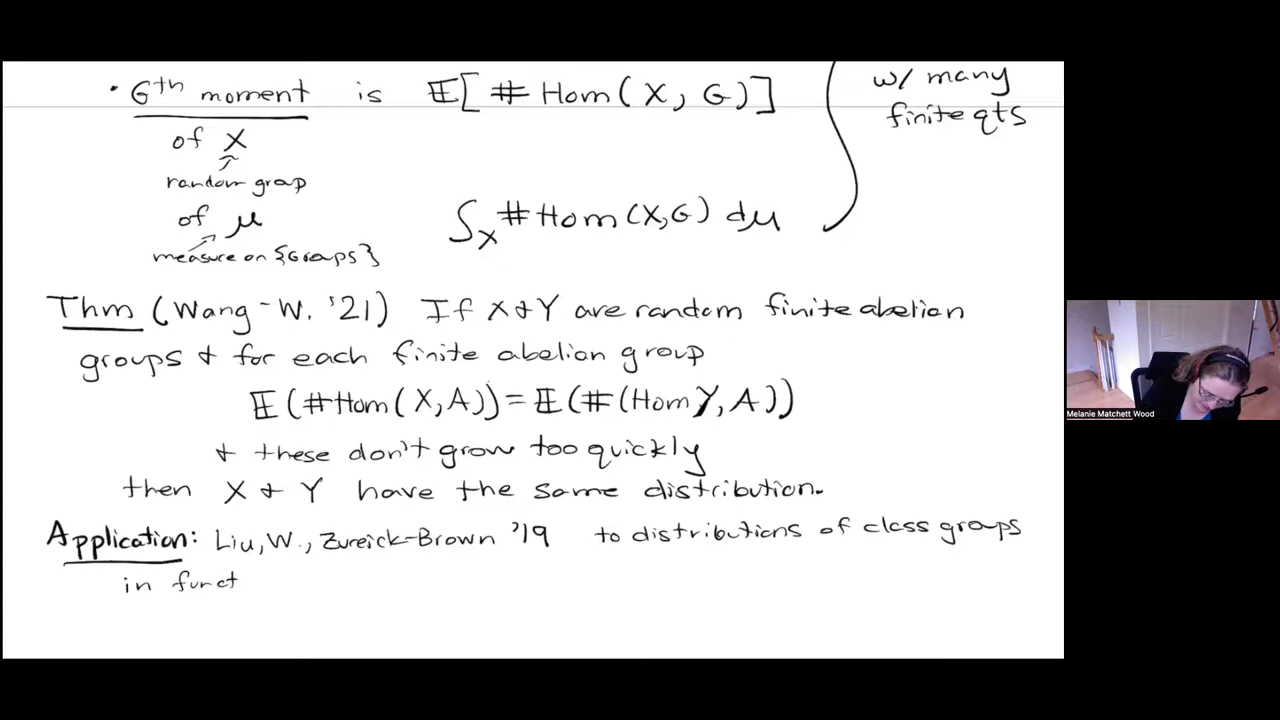 · Gth moment is 𝔼[ # Hom(X, G)]
w/ many
finite qts
of X
↑
random group
of μ
↗
measure on {Groups}
∫X #Hom(X,G) dμ
Thm (Wang-W. '21) If X & Y are random finite abelian
groups & for each finite abelian group
𝔼(#Hom(X,A)) = 𝔼(#(Hom Y, A))
& these don't grow too quickly
then X & Y have the same distribution.
Application: Liu, W., Zureick-Brown '19 to distributions of class groups
in funct
Melanie Matchett Wood